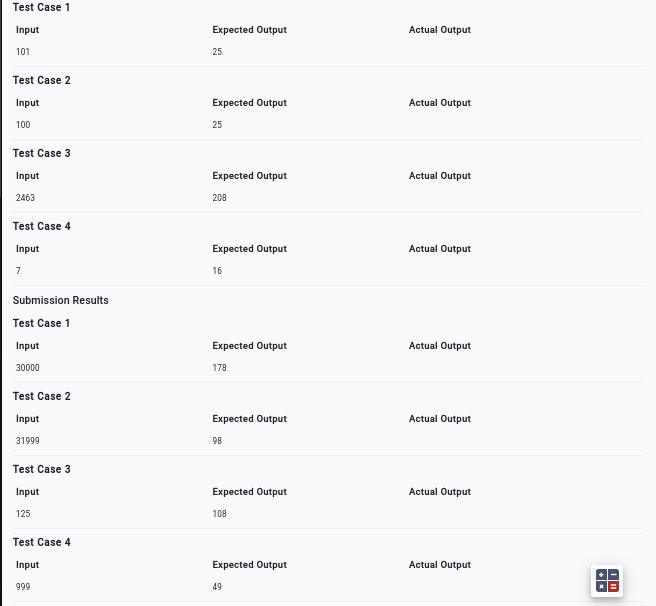 Test Case 1
Input Expected Output Actual Output
101 25
Test Case 2
Input Expected Output Actual Output
100 25
Test Case 3
Input Expected Output Actual Output
2463 208
Test Case 4
Input Expected Output Actual Output
7 16
Submission Results
Test Case 1
Input Expected Output Actual Output
30000 178
Test Case 2
Input Expected Output Actual Output
31999 98
Test Case 3
Input Expected Output Actual Output
125 108
Test Case 4
Input Expected Output Actual Output
999 49